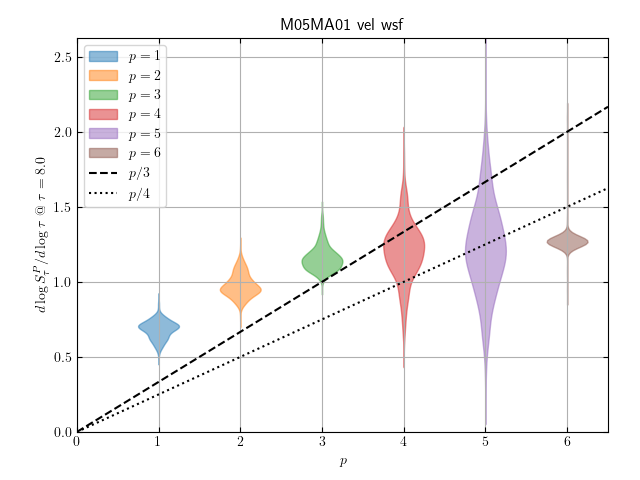 M05MA01 vel wsf
d log S_τ^P / d log τ @ τ = 8.0
2.5
2.0
1.5
1.0
0.5
0.0
p = 1
p = 2
p = 3
p = 4
p = 5
p = 6
p/3
p/4
0 1 2 3 4 5 6
p